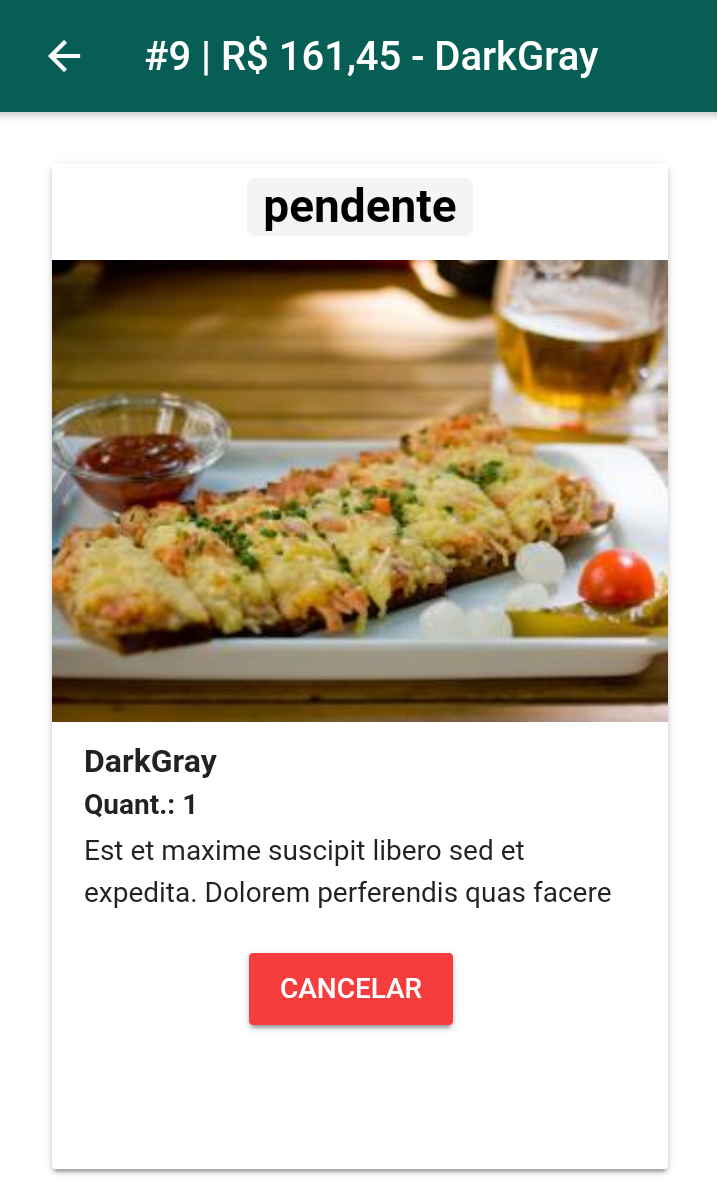 #9 | R$ 161,45 - DarkGray
pendente
DarkGray
Quant.: 1
Est et maxime suscipit libero sed et
expedita. Dolorem perferendis quas facere
CANCELAR